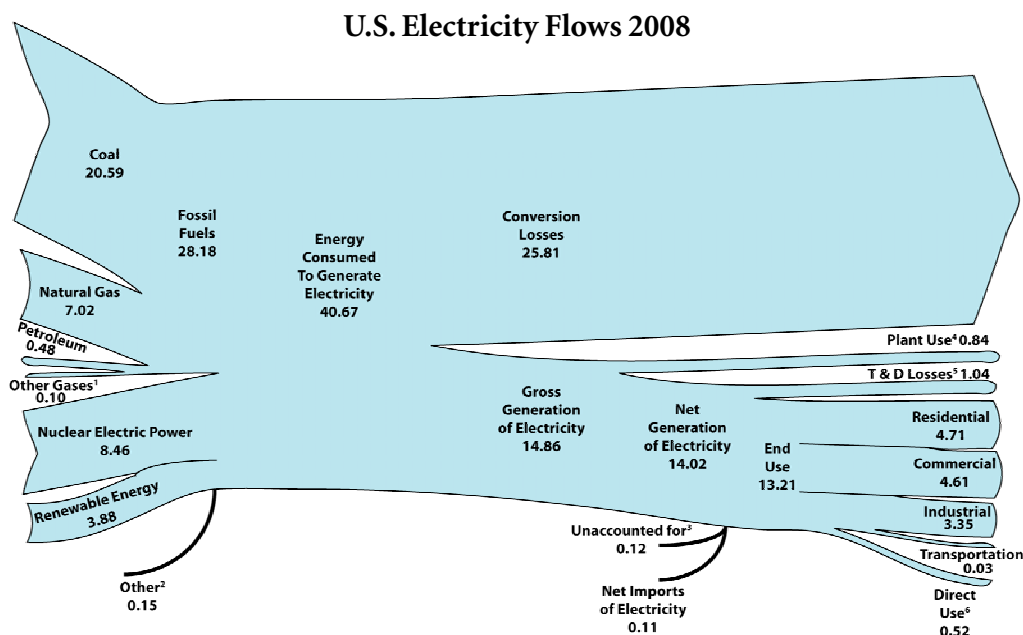 U.S. Electricity Flows 2008
Coal
20.59
Fossil
Fuels
28.18
Energy
Consumed
To Generate
Electricity
40.67
Conversion
Losses
25.81
Natural Gas
7.02
Petroleum
0.48
Other Gases¹
0.10
Nuclear Electric Power
8.46
Renewable Energy
3.88
Other²
0.15
Gross
Generation
of Electricity
14.86
Net
Generation
of Electricity
14.02
End
Use
13.21
Unaccounted for³
0.12
Net Imports
of Electricity
0.11
Plant Use⁴ 0.84
T & D Losses⁵ 1.04
Residential
4.71
Commercial
4.61
Industrial
3.35
Transportation
0.03
Direct
Use⁶
0.52